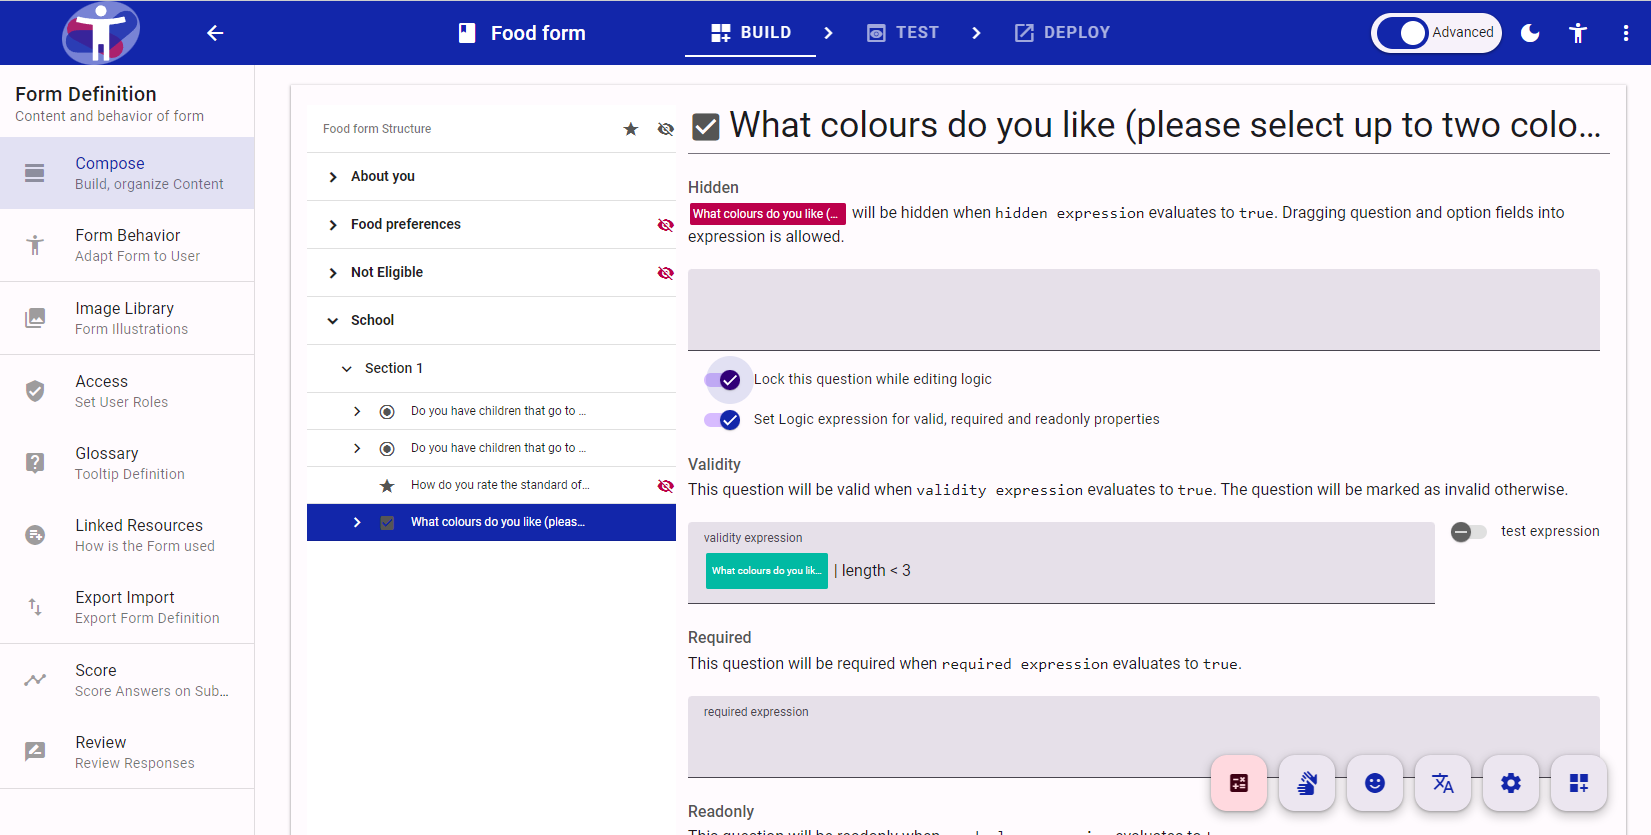 Food form
BUILD
TEST
DEPLOY
Advanced
Form Definition
Content and behavior of form
Compose
Build, organize Content
Form Behavior
Adapt Form to User
Image Library
Form Illustrations
Access
Set User Roles
Glossary
Tooltip Definition
Linked Resources
How is the Form used
Export Import
Export Form Definition
Score
Score Answers on Sub...
Review
Review Responses
Food form Structure
About you
Food preferences
Not Eligible
School
Section 1
Do you have children that go to ...
Do you have children that go to ...
How do you rate the standard of...
What colours do you like (pleas...
What colours do you like (please select up to two colo...
Hidden
What colours do you like (... will be hidden when hidden expression evaluates to true. Dragging question and option fields into
expression is allowed.
Lock this question while editing logic
Set Logic expression for valid, required and readonly properties
Validity
This question will be valid when validity expression evaluates to true. The question will be marked as invalid otherwise.
validity expression
What colours do you lik... | length < 3
test expression
Required
This question will be required when required expression evaluates to true.
required expression
Readonly